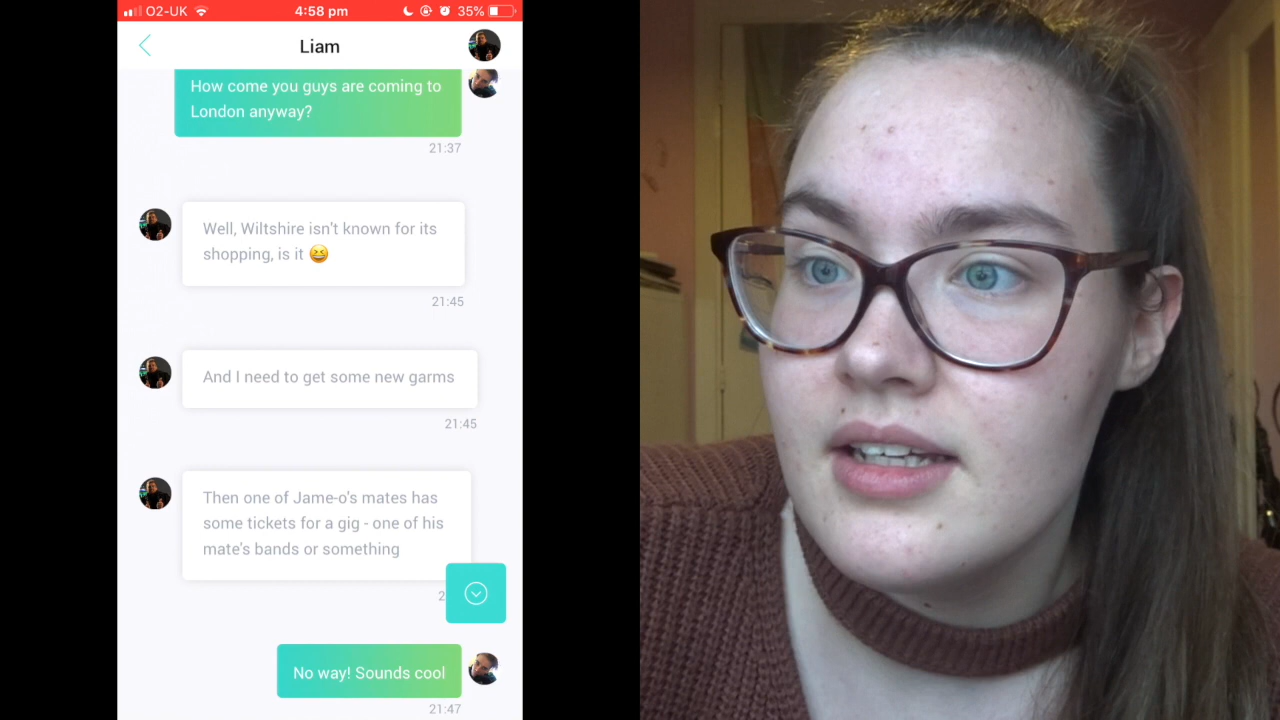 O2-UK
4:58 pm
35%
Liam
How come you guys are coming to
London anyway?
21:37
Well, Wiltshire isn't known for its
shopping, is it 😆
21:45
And I need to get some new garms
21:45
Then one of Jame-o's mates has
some tickets for a gig - one of his
mate's bands or something
No way! Sounds cool
21:47